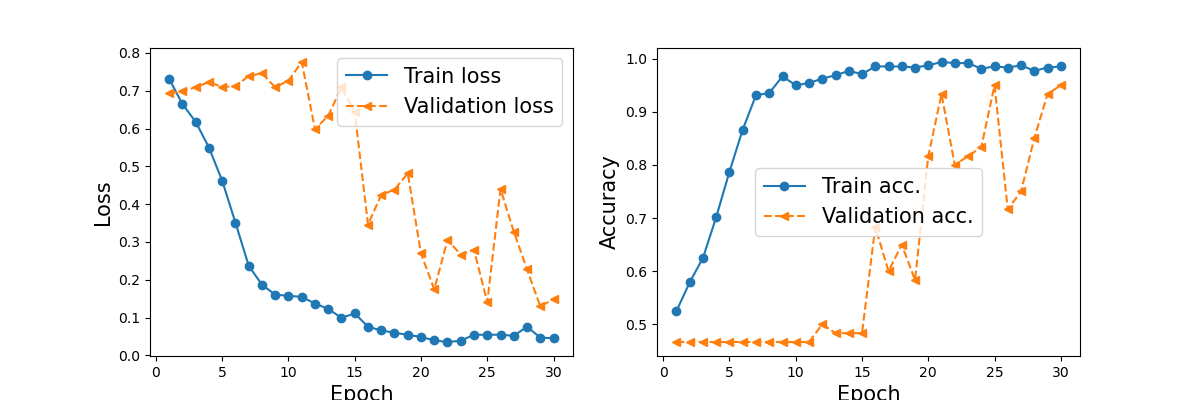 0.8
0.7
0.6
0.5
0.4
0.3
0.2
0.1
0.0
Loss
Train loss
Validation loss
0 5 10 15 20 25 30
Epoch
1.0
0.9
0.8
0.7
0.6
0.5
Accuracy
Train acc.
Validation acc.
0 5 10 15 20 25 30
Epoch